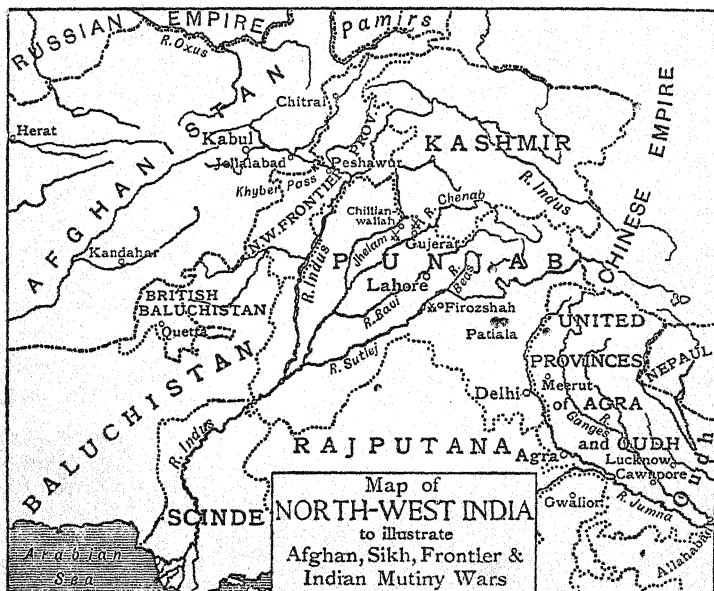 RUSSIAN EMPIRE
R. Oxus
Pamirs
AFGHANISTAN
Herat
Chitral
Kabul
Jellalabad
Peshawur
Khyber Pass
N.W. FRONTIER PROV.
KASHMIR
R. Indus
CHINESE EMPIRE
Kandahar
Chillian-
wallah
R. Chenab
Jhelam
Gujerat
R. Indus
PUNJAB
Lahore
R. Beas
R. Ravi
Firozshah
Patiala
BRITISH
BALUCHISTAN
Quetta
R. Sutlej
BALUCHISTAN
UNITED
PROVINCES
of AGRA
and OUDH
NEPAUL
Meerut
Delhi
R. Ganges
RAJPUTANA
Agra
Lucknow
Cawnpore
Oudh
R. Indus
SCINDE
Gwalior
R. Jumna
Allahabad
Arabian
Sea
Map of
NORTH-WEST INDIA
to illustrate
Afghan, Sikh, Frontier &
Indian Mutiny Wars